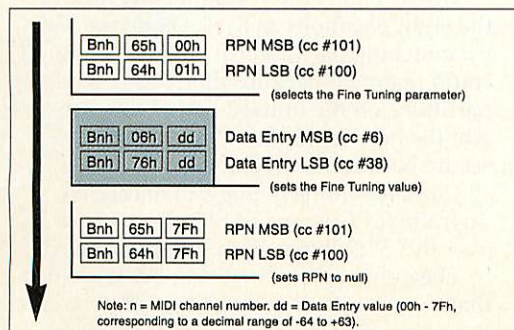 Bnh 65h 00h RPN MSB (cc #101)
Bnh 64h 01h RPN LSB (cc #100)
(selects the Fine Tuning parameter)
Bnh 06h dd Data Entry MSB (cc #6)
Bnh 76h dd Data Entry LSB (cc #38)
(sets the Fine Tuning value)
Bnh 65h 7Fh RPN MSB (cc #101)
Bnh 64h 7Fh RPN LSB (cc #100)
(sets RPN to null)
Note: n = MIDI channel number. dd = Data Entry value (00h - 7Fh,
corresponding to a decimal range of -64 to +63).